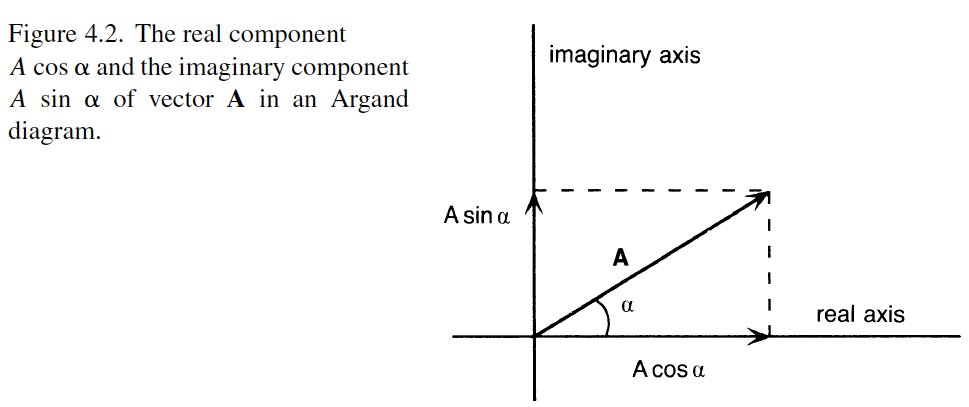 Figure 4.2. The real component
A cos α and the imaginary component
A sin α of vector A in an Argand
diagram.
imaginary axis
A sin α
A
α
real axis
A cos α